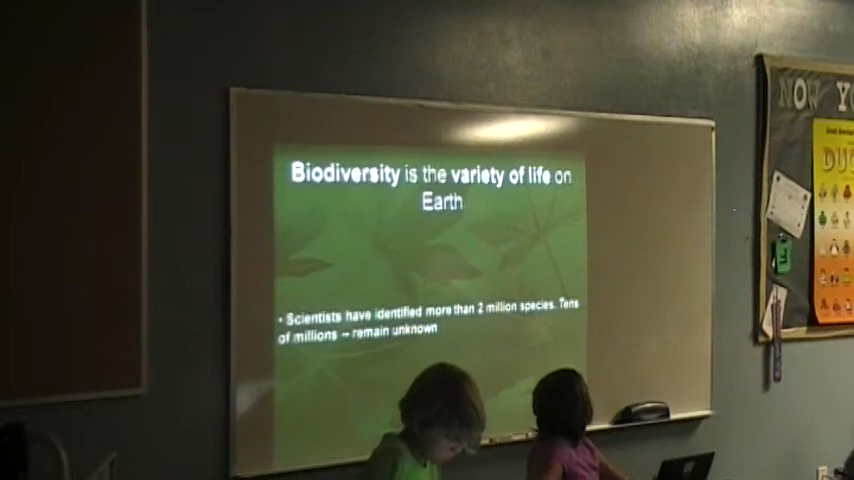 Biodiversity is the variety of life on
Earth
• Scientists have identified more than 2 million species. Tens
of millions – remain unknown
NOW